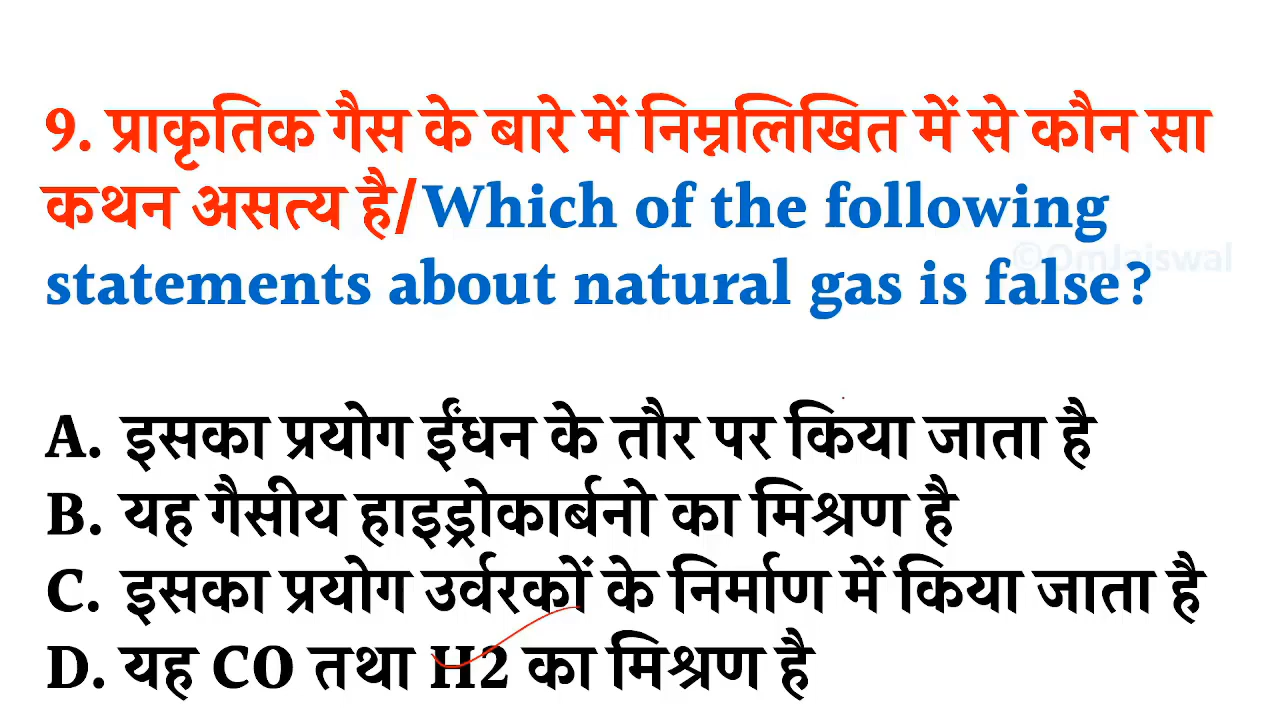 9. प्राकृतिक गैस के बारे में निम्नलिखित में से कौन सा
कथन असत्य है/Which of the following
©OmJaiswal
statements about natural gas is false?
A. इसका प्रयोग ईंधन के तौर पर किया जाता है
B. यह गैसीय हाइड्रोकार्बनो का मिश्रण है
C. इसका प्रयोग उर्वरकों के निर्माण में किया जाता है
D. यह CO तथा H2 का मिश्रण है